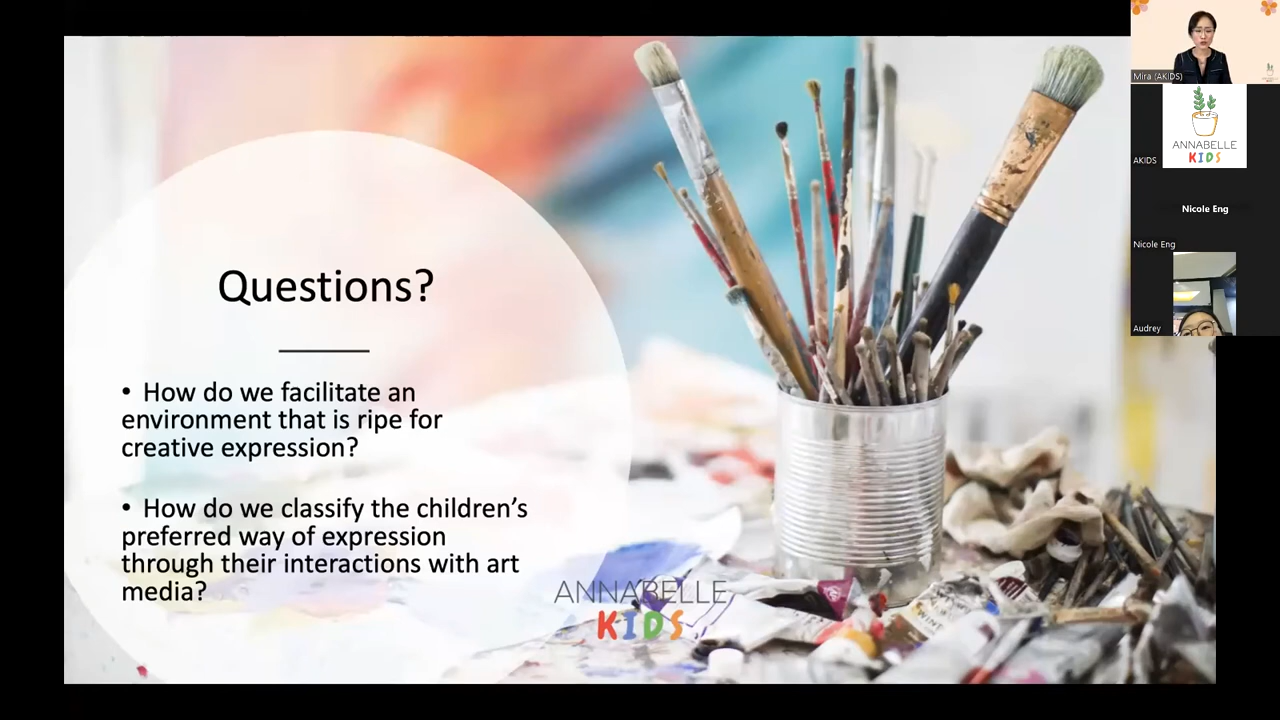 Questions?
• How do we facilitate an
environment that is ripe for
creative expression?
• How do we classify the children’s
preferred way of expression
through their interactions with art
media?
ANNABELLE
KIDS
Mira (AKIDS)
ANNABELLE
KIDS
AKIDS
Nicole Eng
Nicole Eng
Audrey